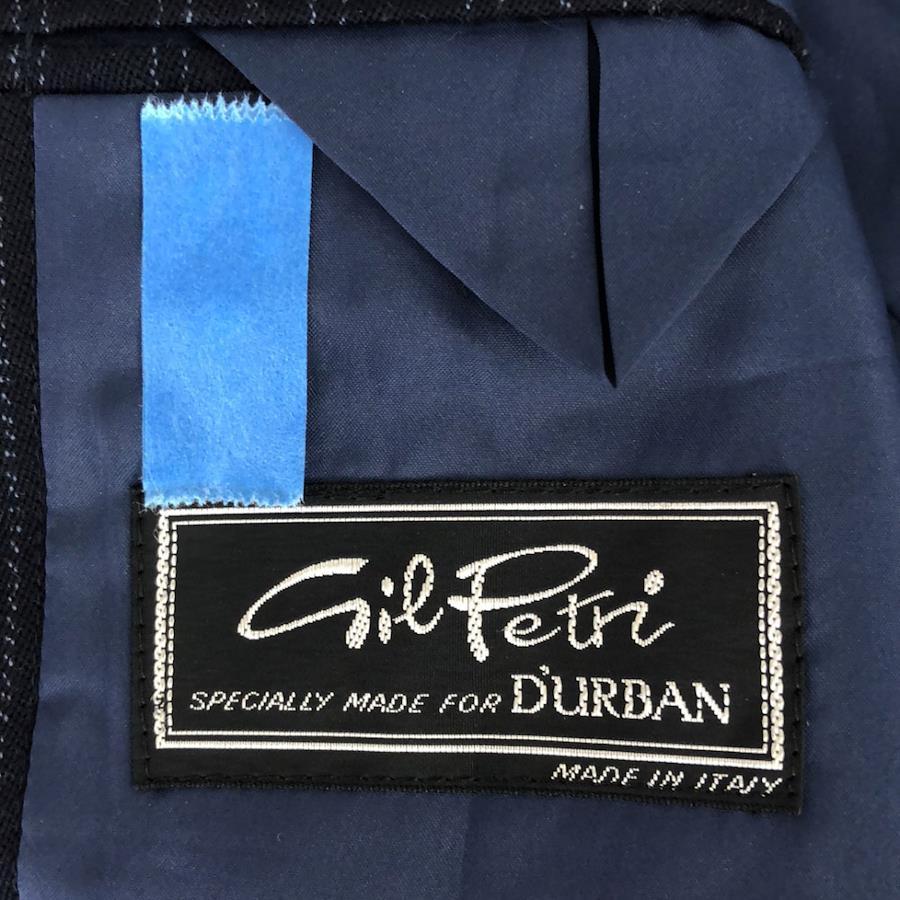 Gil Petri
SPECIALLY MADE FOR D'URBAN
MADE IN ITALY